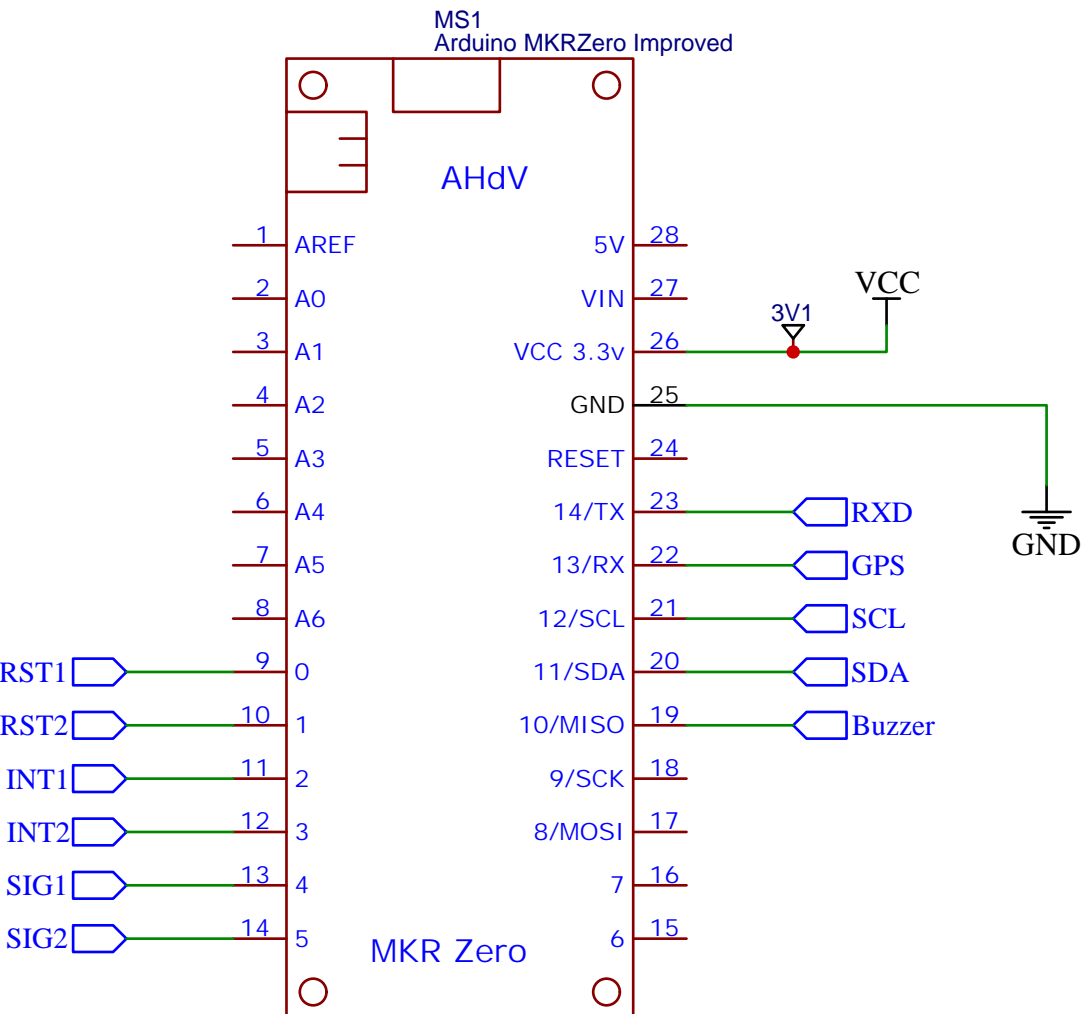 MS1
Arduino MKRZero Improved
AHdV
1 AREF
5V 28
2 A0
VIN 27
VCC
3 A1
VCC 3.3v 26
3V1
4 A2
GND 25
5 A3
RESET 24
6 A4
14/TX 23 RXD
GND
7 A5
13/RX 22 GPS
8 A6
12/SCL 21 SCL
RST1 9 0
11/SDA 20 SDA
RST2 10 1
10/MISO 19 Buzzer
INT1 11 2
9/SCK 18
INT2 12 3
8/MOSI 17
SIG1 13 4
7 16
SIG2 14 5
6 15
MKR Zero